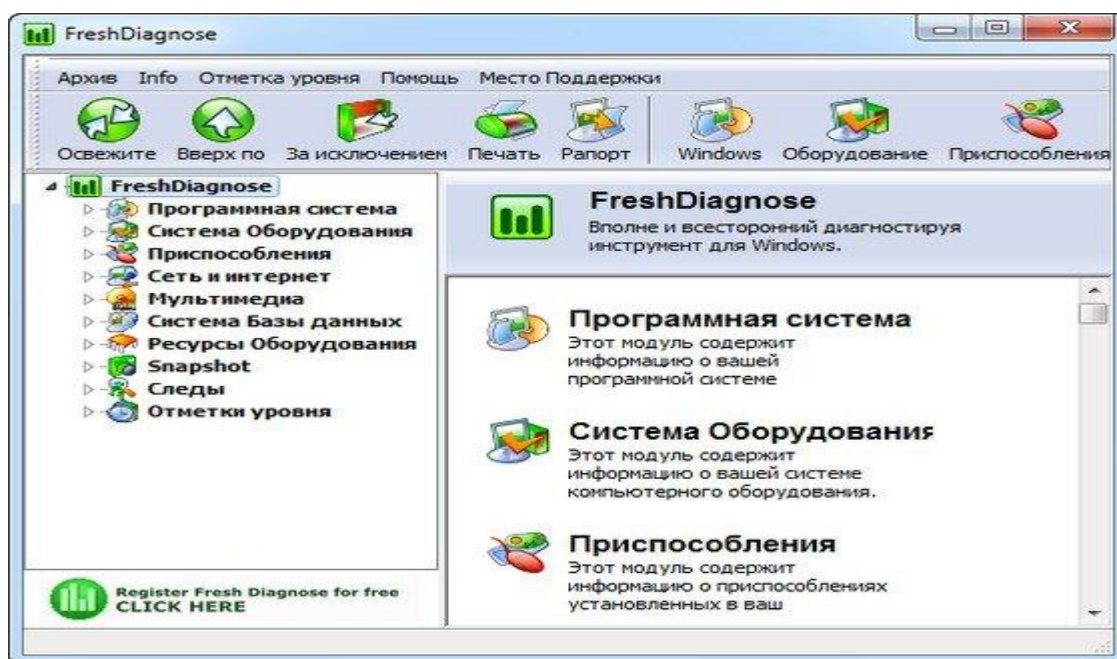 FreshDiagnose
Архив Info Отметка уровня Помощь Место Поддержки
Освежите Вверх по За исключением Печать Рапорт Windows Оборудование Приспособления
FreshDiagnose
Программная система
Система Оборудования
Приспособления
Сеть и интернет
Мультимедиа
Система Базы данных
Ресурсы Оборудования
Snapshot
Следы
Отметки уровня
Register Fresh Diagnose for free
CLICK HERE
FreshDiagnose
Вполне и всесторонний диагностируя
инструмент для Windows.
Программная система
Этот модуль содержит
информацию о вашей
программной системе
Система Оборудования
Этот модуль содержит
информацию о вашей системе
компьютерного оборудования.
Приспособления
Этот модуль содержит
информацию о приспособлениях
установленных в ваш